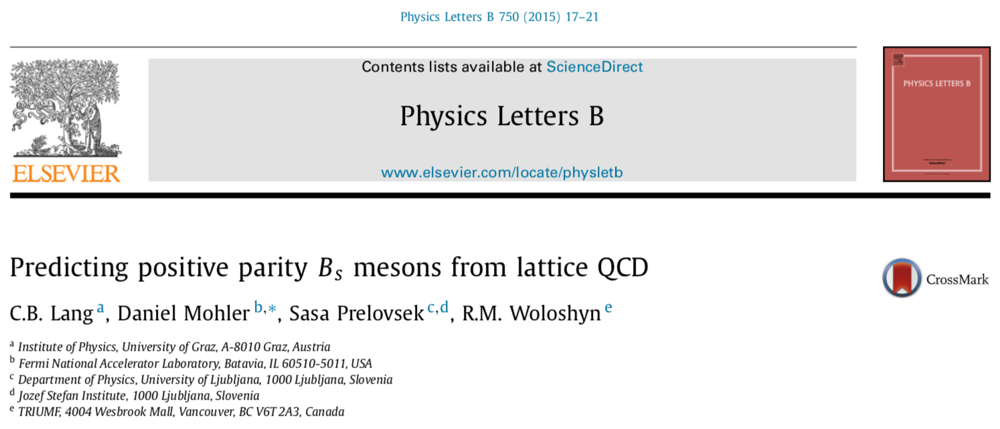 Physics Letters B 750 (2015) 17–21
Contents lists available at ScienceDirect
Physics Letters B
www.elsevier.com/locate/physletb
ELSEVIER
PHYSICS LETTERS B
Predicting positive parity Bₛ mesons from lattice QCD
CrossMark
C.B. Lang ᵃ, Daniel Mohler ᵇ,*, Sasa Prelovsek ᶜ,ᵈ, R.M. Woloshyn ᵉ
ᵃ Institute of Physics, University of Graz, A-8010 Graz, Austria
ᵇ Fermi National Accelerator Laboratory, Batavia, IL 60510-5011, USA
ᶜ Department of Physics, University of Ljubljana, 1000 Ljubljana, Slovenia
ᵈ Jozef Stefan Institute, 1000 Ljubljana, Slovenia
ᵉ TRIUMF, 4004 Wesbrook Mall, Vancouver, BC V6T 2A3, Canada